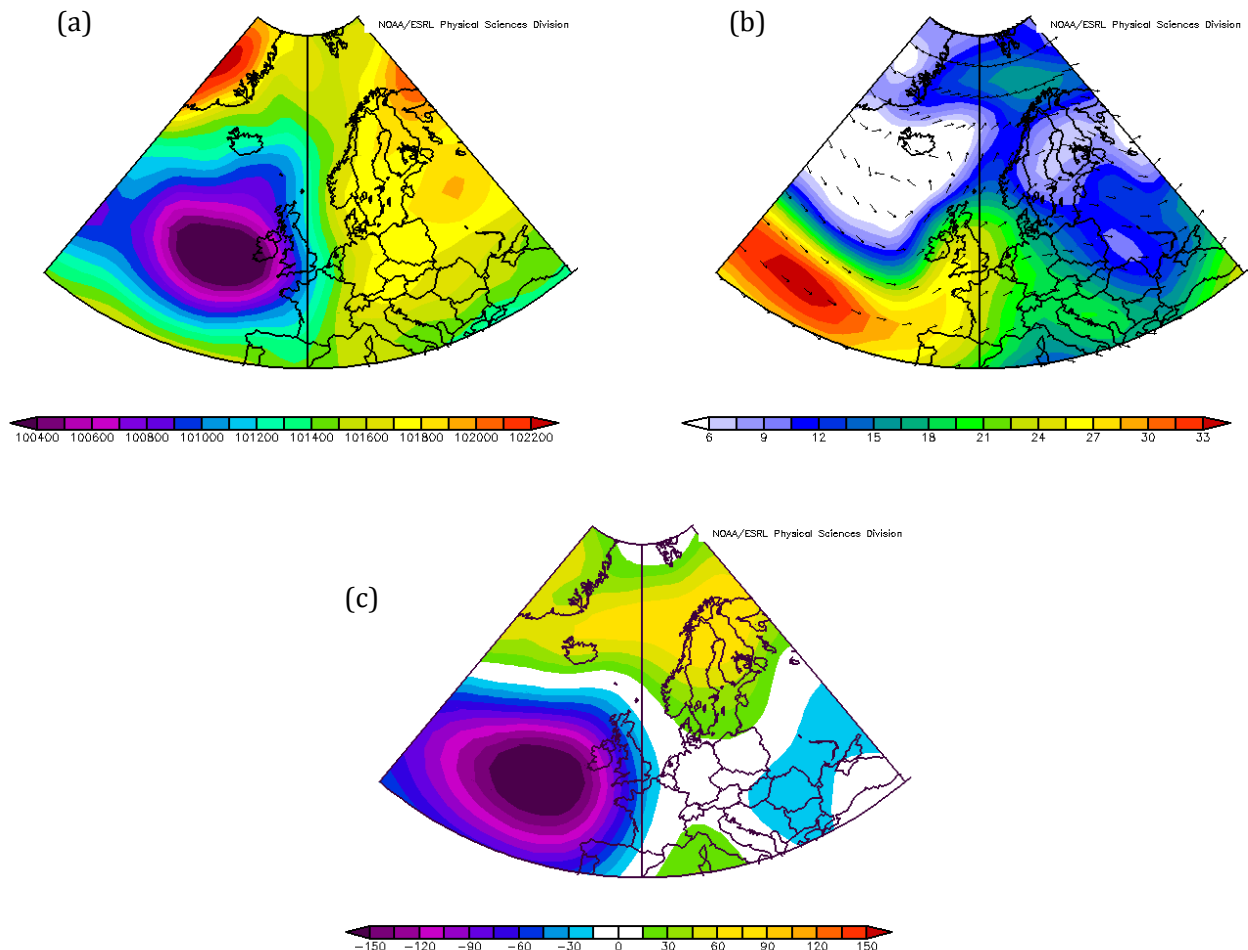 (a)
NOAA/ESRL Physical Sciences Division
100400 100600 100800 101000 101200 101400 101600 101800 102000 102200
(b)
NOAA/ESRL Physical Sciences Division
6 9 12 15 18 21 24 27 30 33
(c)
NOAA/ESRL Physical Sciences Division
-150 -120 -90 -60 -30 0 30 60 90 120 150